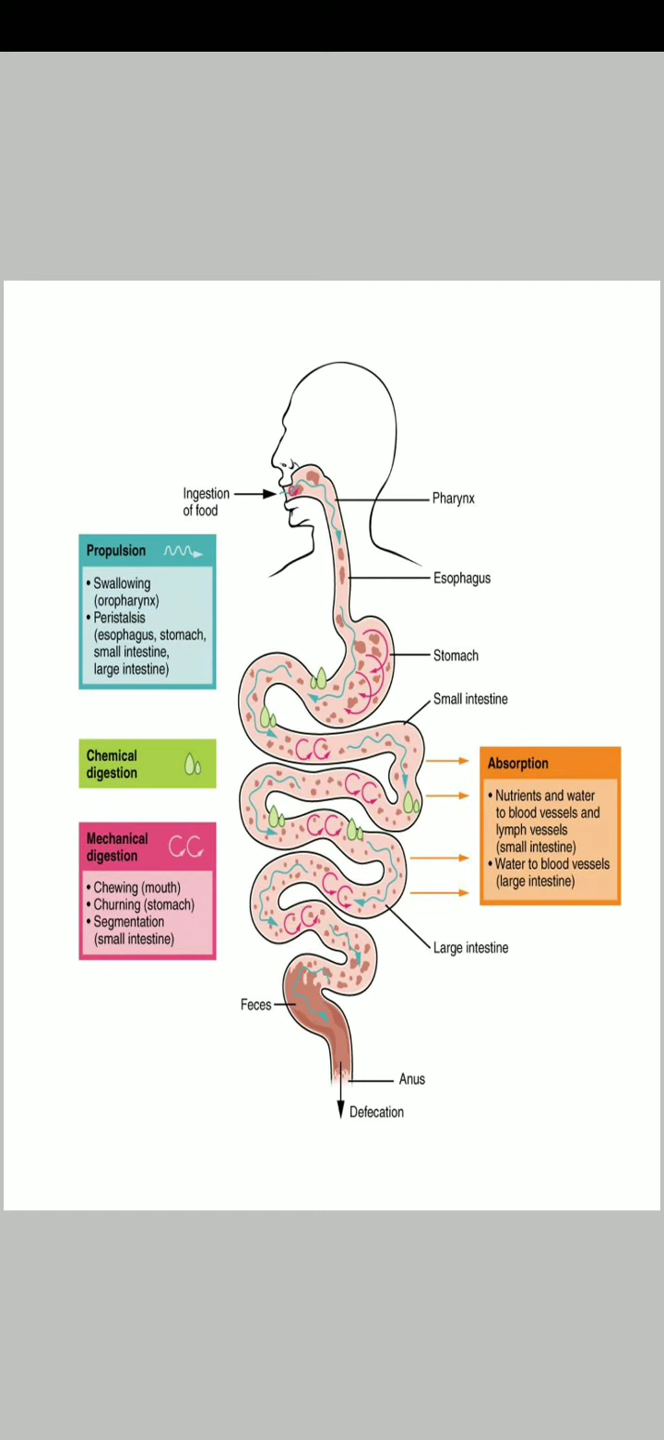 Ingestion
of food
Pharynx
Propulsion
• Swallowing
(oropharynx)
• Peristalsis
(esophagus, stomach,
small intestine,
large intestine)
Esophagus
Stomach
Small intestine
Chemical
digestion
Absorption
• Nutrients and water
to blood vessels and
lymph vessels
(small intestine)
• Water to blood vessels
(large intestine)
Mechanical
digestion
• Chewing (mouth)
• Churning (stomach)
• Segmentation
(small intestine)
Large intestine
Feces
Anus
Defecation